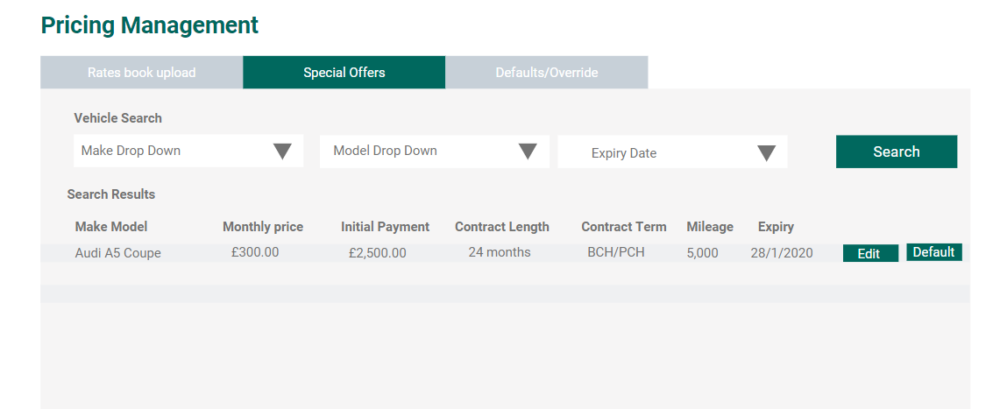 Pricing Management
Rates book upload Special Offers Defaults/Override
Vehicle Search
Make Drop Down Model Drop Down Expiry Date Search
Search Results
Make Model Monthly price Initial Payment Contract Length Contract Term Mileage Expiry
Audi A5 Coupe £300.00 £2,500.00 24 months BCH/PCH 5,000 28/1/2020 Edit Default